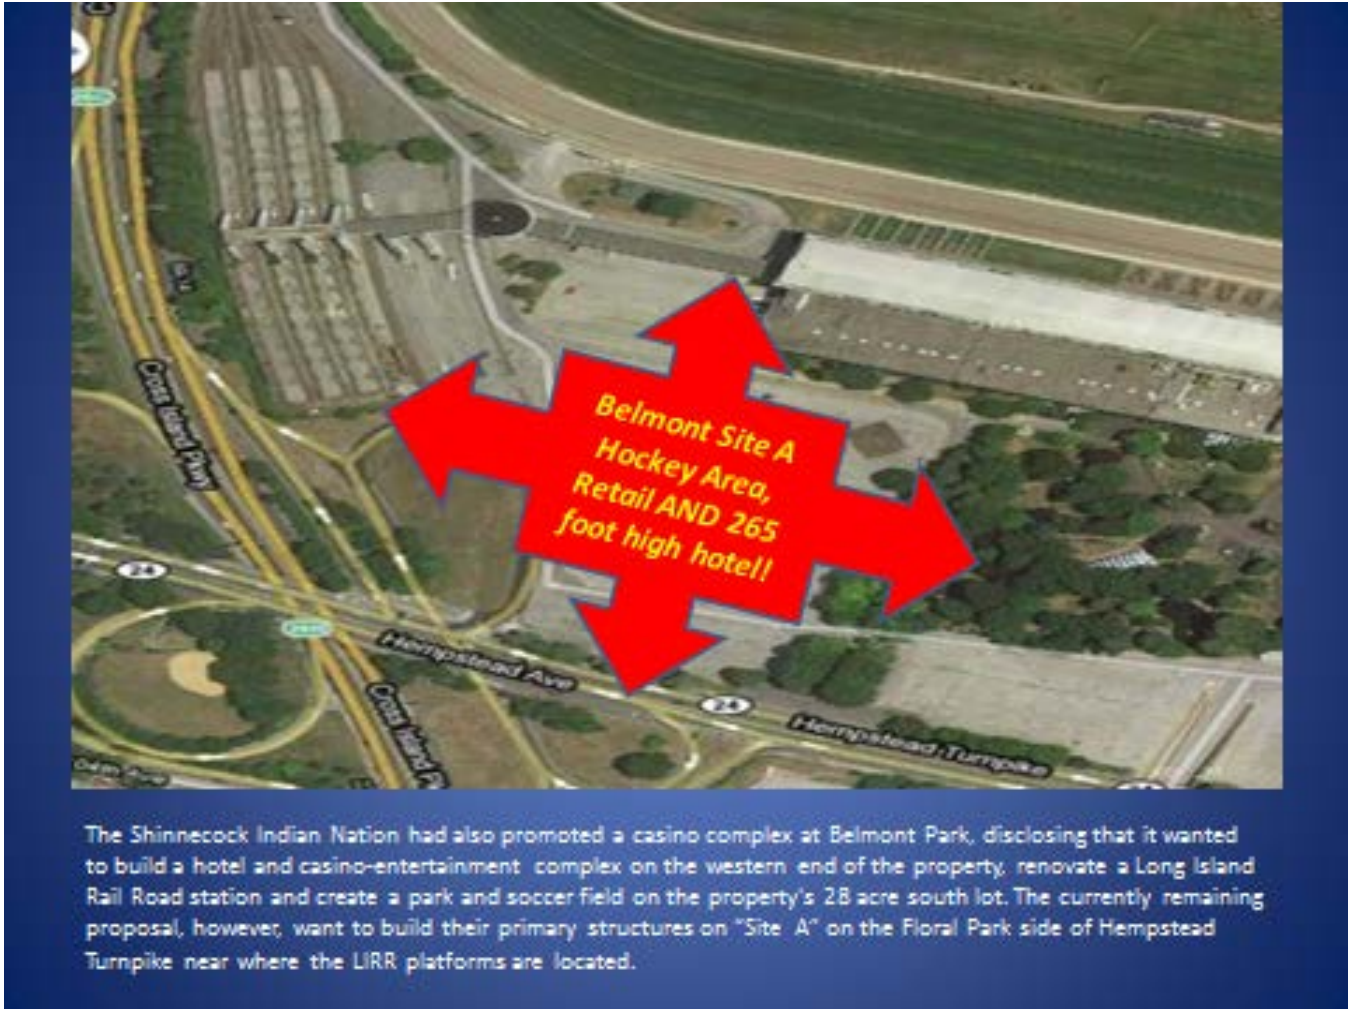 Cross Island Pkwy
24
Hempstead Ave
Cross Island Pk
24
Hempstead Turnpike
Belmont Site A
Hockey Area,
Retail AND 265
foot high hotel!
The Shinnecock Indian Nation had also promoted a casino complex at Belmont Park, disclosing that it wanted
to build a hotel and casino-entertainment complex on the western end of the property, renovate a Long Island
Rail Road station and create a park and soccer field on the property's 28 acre south lot. The currently remaining
proposal, however, want to build their primary structures on “Site A” on the Floral Park side of Hempstead
Turnpike near where the LIRR platforms are located.